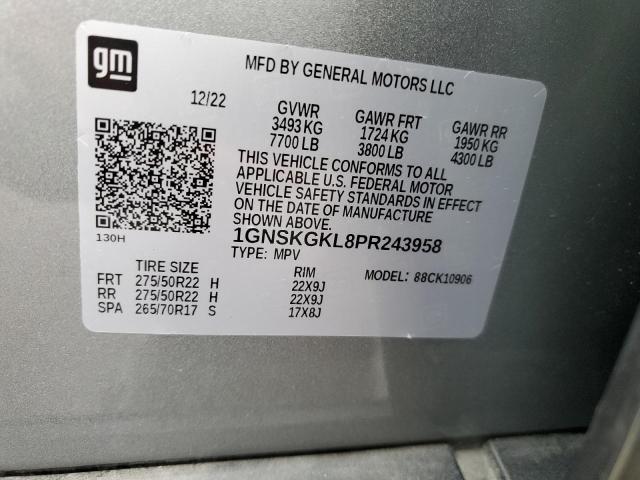 gm
MFD BY GENERAL MOTORS LLC
12/22
GVWR GAWR FRT GAWR RR
3493 KG 1724 KG 1950 KG
7700 LB 3800 LB 4300 LB
THIS VEHICLE CONFORMS TO ALL
APPLICABLE U.S. FEDERAL MOTOR
VEHICLE SAFETY STANDARDS IN EFFECT
ON THE DATE OF MANUFACTURE
SHOWN ABOVE.
130H
1GNSKGKL8PR243958
TYPE: MPV
TIRE SIZE RIM MODEL: 88CK10906
FRT 275/50R22 H 22X9J
RR 275/50R22 H 22X9J
SPA 265/70R17 S 17X8J